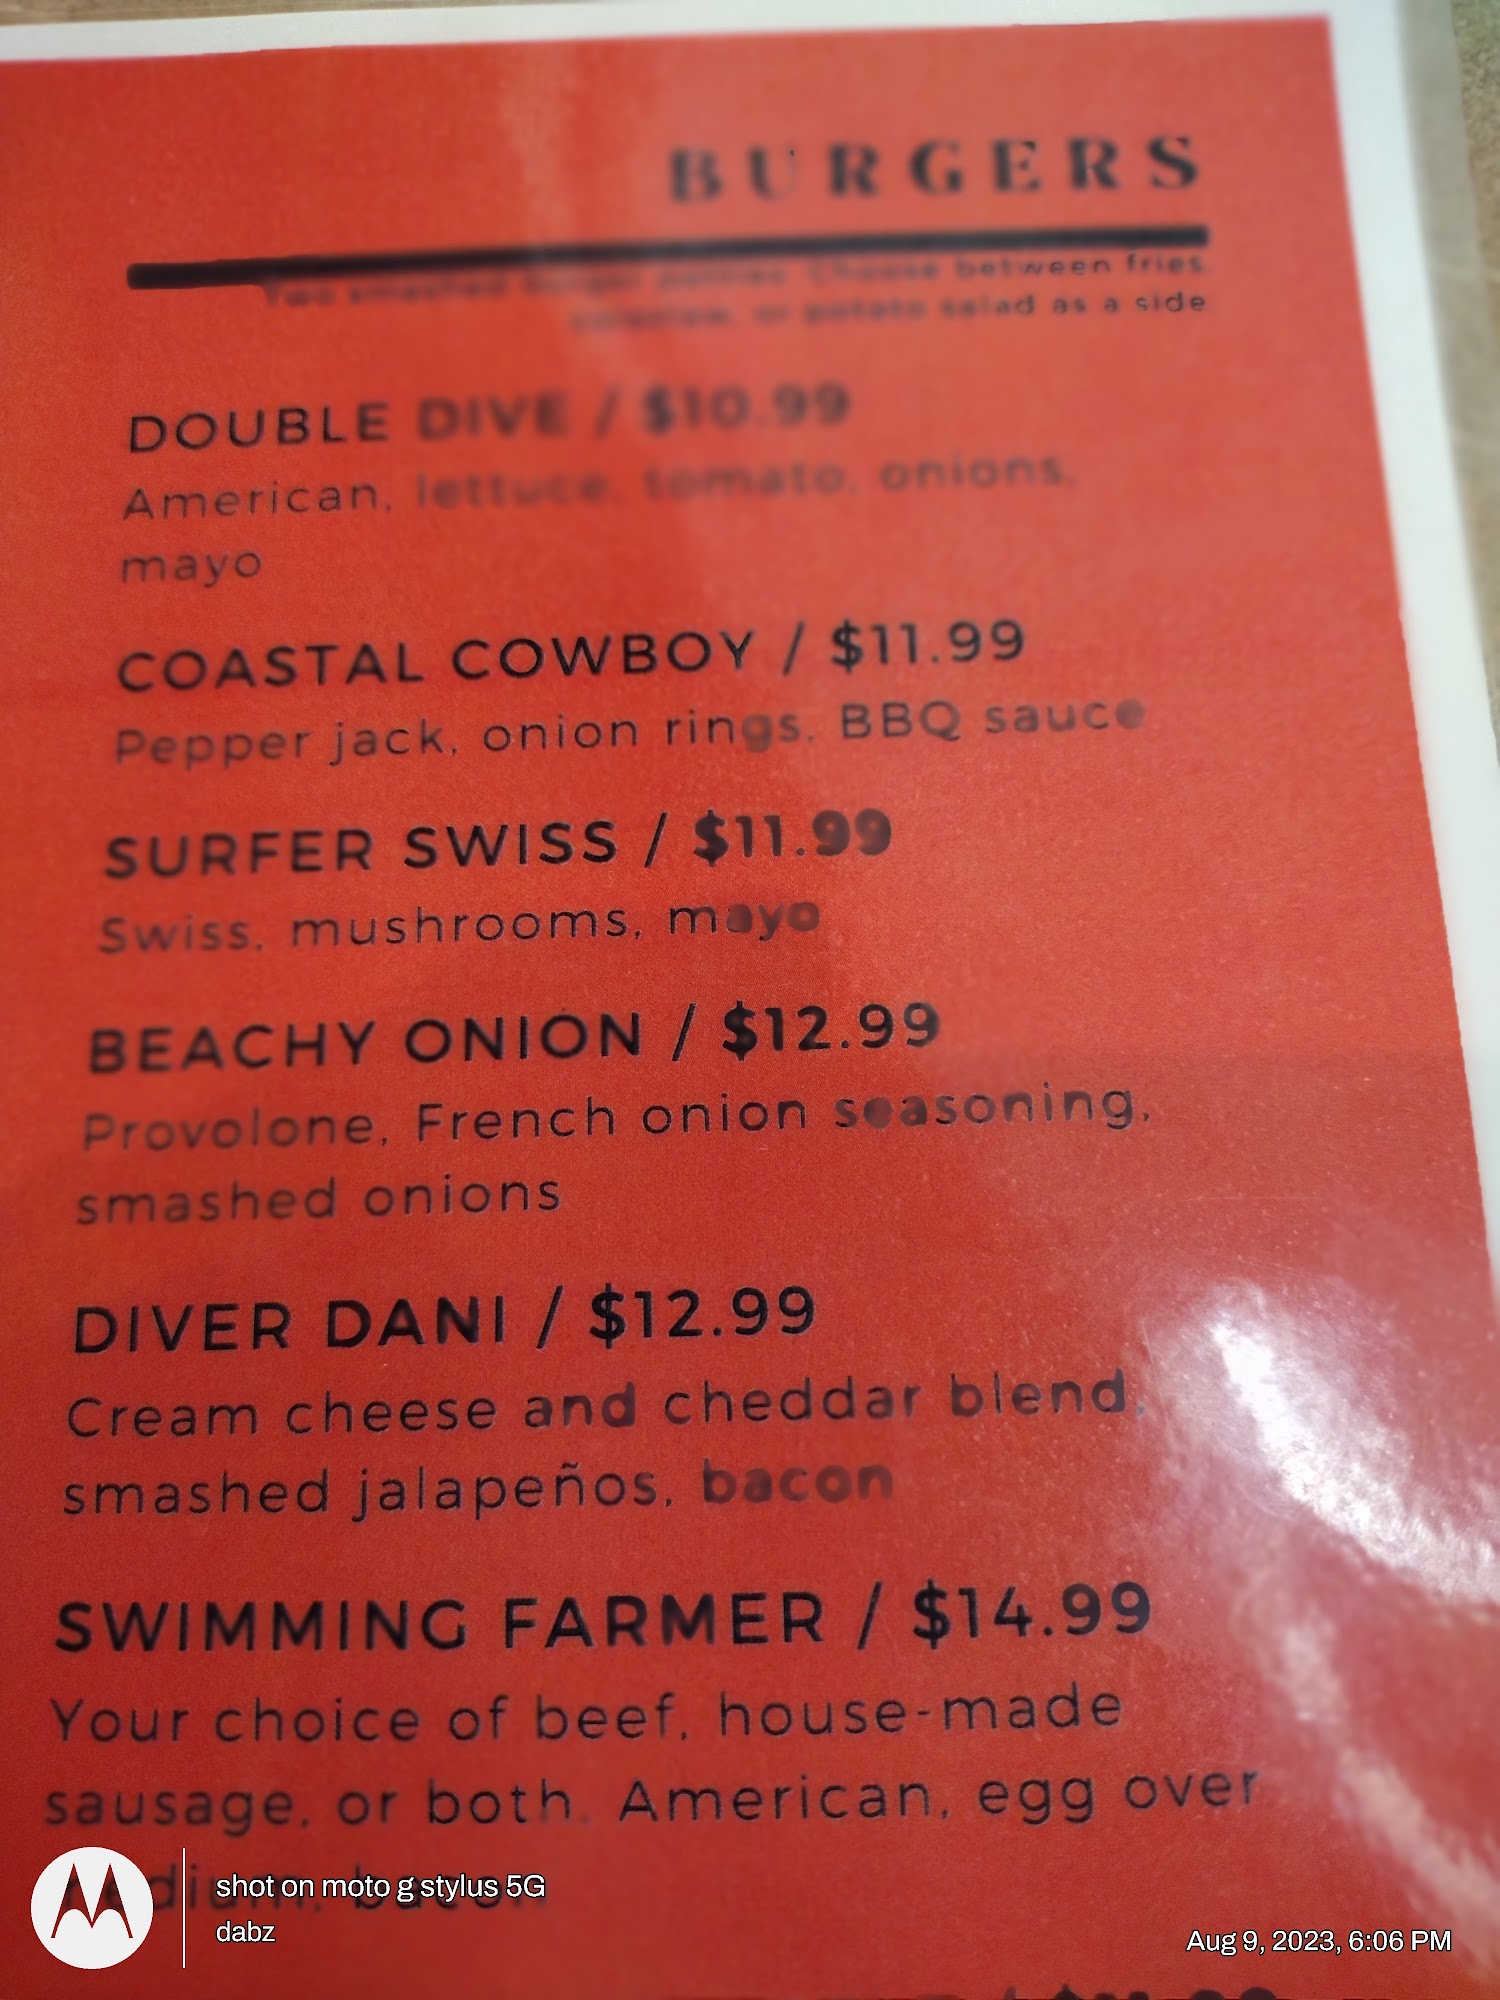 BURGERS
Two smashed burger patties. Choose between fries,
coleslaw, or potato salad as a side
DOUBLE DIVE / $10.99
American, lettuce, tomato, onions,
mayo
COASTAL COWBOY / $11.99
Pepper jack, onion rings, BBQ sauce
SURFER SWISS / $11.99
Swiss, mushrooms, mayo
BEACHY ONION / $12.99
Provolone, French onion seasoning,
smashed onions
DIVER DANI / $12.99
Cream cheese and cheddar blend,
smashed jalapeños, bacon
SWIMMING FARMER / $14.99
Your choice of beef, house-made
sausage, or both. American, egg over
medium, bacon
shot on moto g stylus 5G
dabz
Aug 9, 2023, 6:06 PM